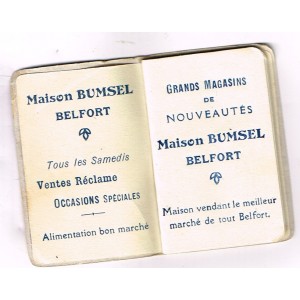 Maison BUMSEL
BELFORT
Tous les Samedis
Ventes Réclame
OCCASIONS SPÉCIALES
Alimentation bon marché
GRANDS MAGASINS
DE
NOUVEAUTÉS
Maison BUMSEL
BELFORT
Maison vendant le meilleur
marché de tout Belfort.